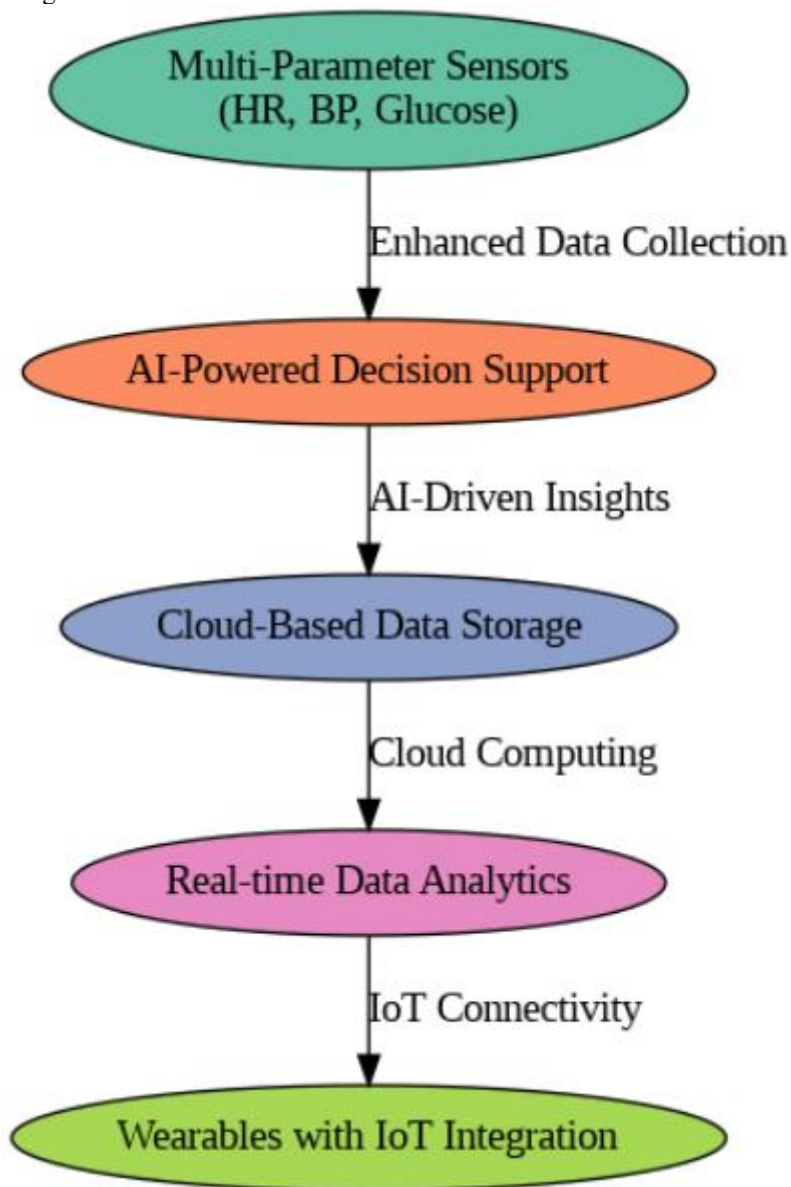 Multi-Parameter Sensors
(HR, BP, Glucose)
Enhanced Data Collection
AI-Powered Decision Support
AI-Driven Insights
Cloud-Based Data Storage
Cloud Computing
Real-time Data Analytics
IoT Connectivity
Wearables with IoT Integration